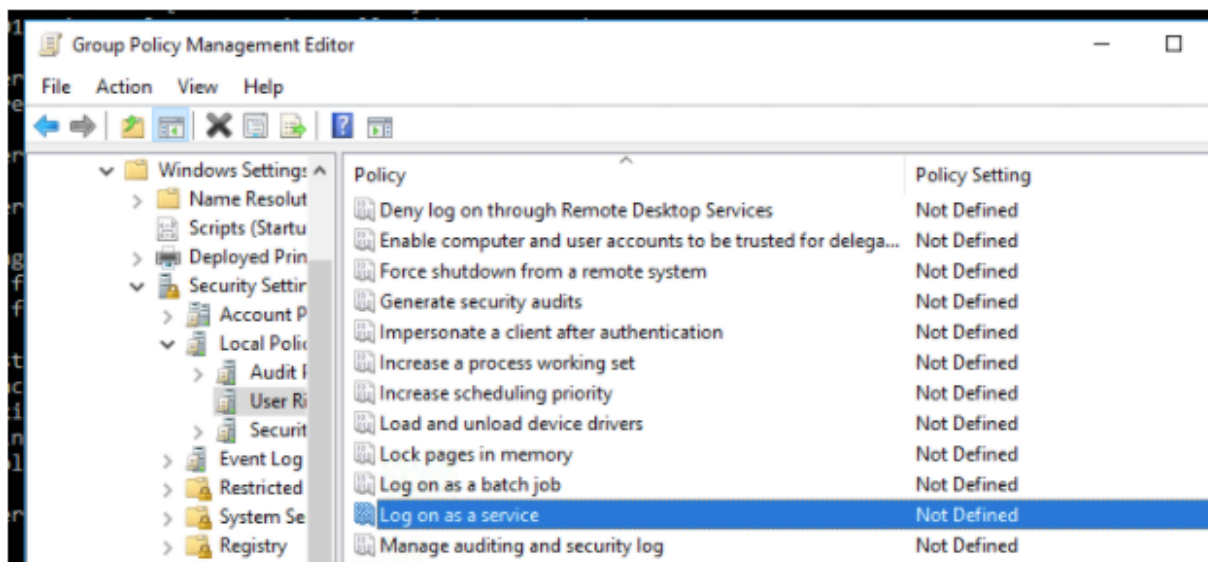 Group Policy Management Editor
File Action View Help
Windows Settings
Name Resolut
Scripts (Startu
Deployed Prin
Security Settin
Account P
Local Polic
Audit P
User Ri
Securit
Event Log
Restricted
System Se
Registry
Policy Policy Setting
Deny log on through Remote Desktop Services Not Defined
Enable computer and user accounts to be trusted for delega... Not Defined
Force shutdown from a remote system Not Defined
Generate security audits Not Defined
Impersonate a client after authentication Not Defined
Increase a process working set Not Defined
Increase scheduling priority Not Defined
Load and unload device drivers Not Defined
Lock pages in memory Not Defined
Log on as a batch job Not Defined
Log on as a service Not Defined
Manage auditing and security log Not Defined